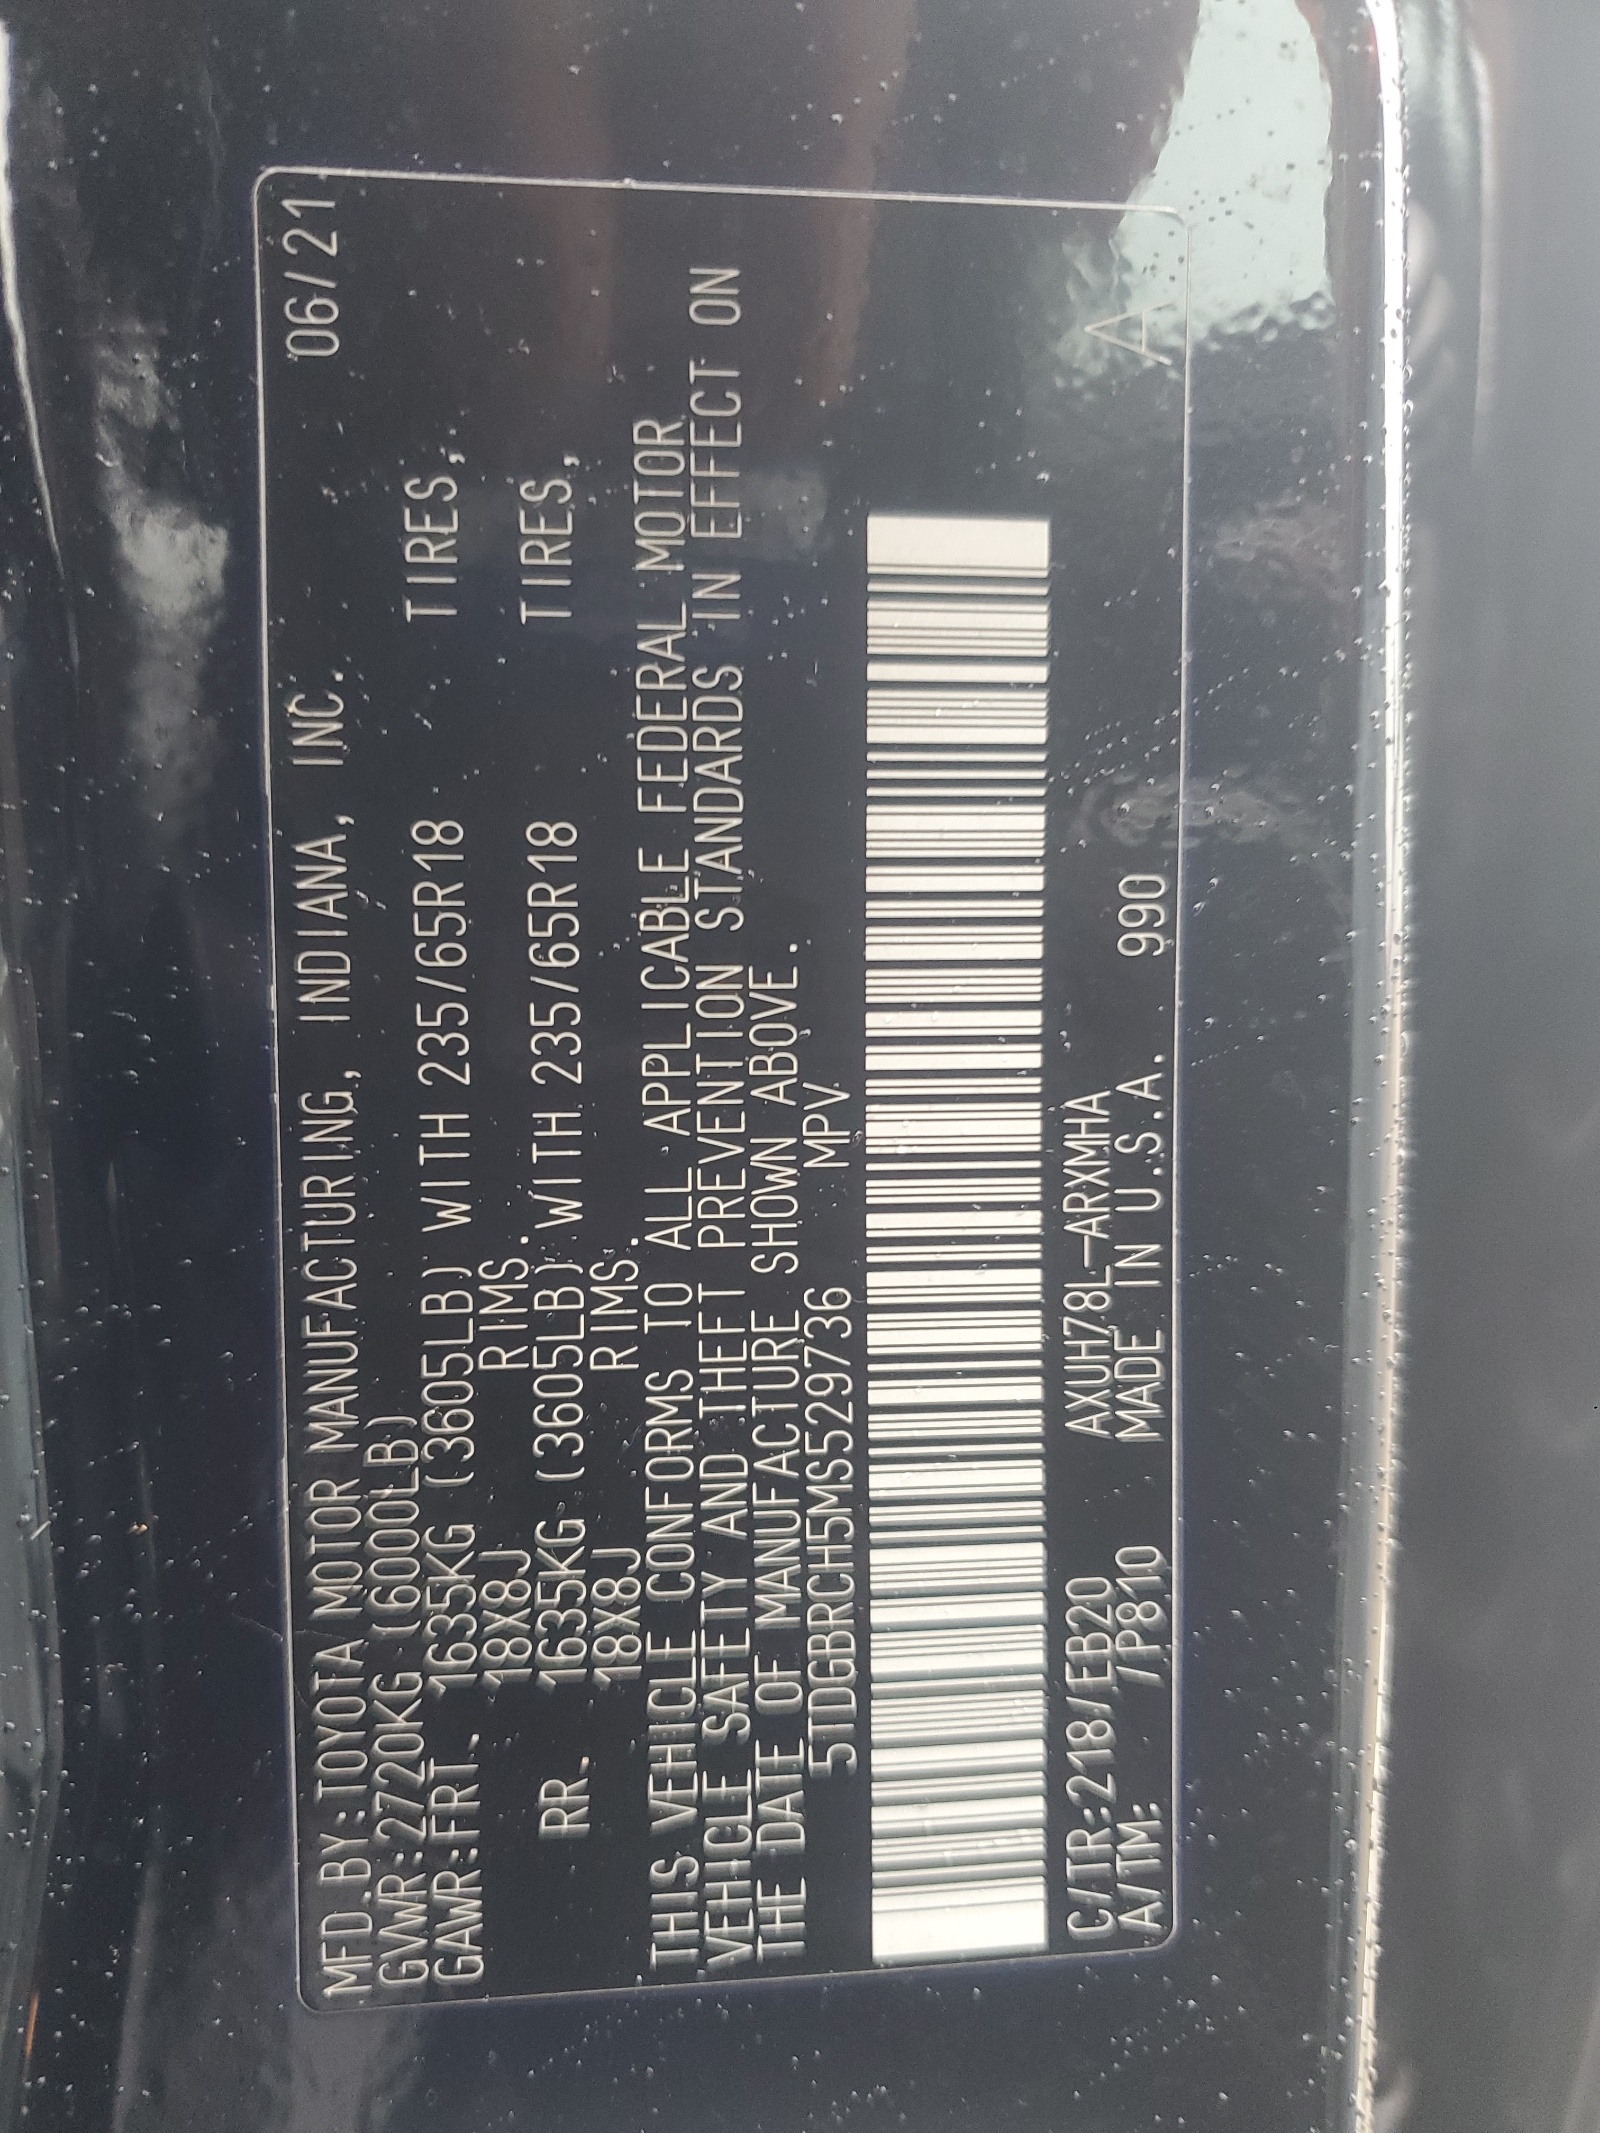 MFD.BY:TOYOTA MOTOR MANUFACTURING, INDIANA, INC. 06/21
GVWR:2720KG (6000LB)
GAWR:FRT. 1635KG (3605LB) WITH 235/65R18 TIRES,
18X8J RIMS.
RR. 1635KG (3605LB) WITH 235/65R18 TIRES,
18X8J RIMS.
THIS VEHICLE CONFORMS TO ALL APPLICABLE FEDERAL MOTOR
VEHICLE SAFETY AND THEFT PREVENTION STANDARDS IN EFFECT ON
THE DATE OF MANUFACTURE SHOWN ABOVE.
5TDGBRCH5MS529736 MPV
C/TR:218/EB20 AXUH78L-ARXMHA
A/TM: /P810 MADE IN U.S.A. 990 A